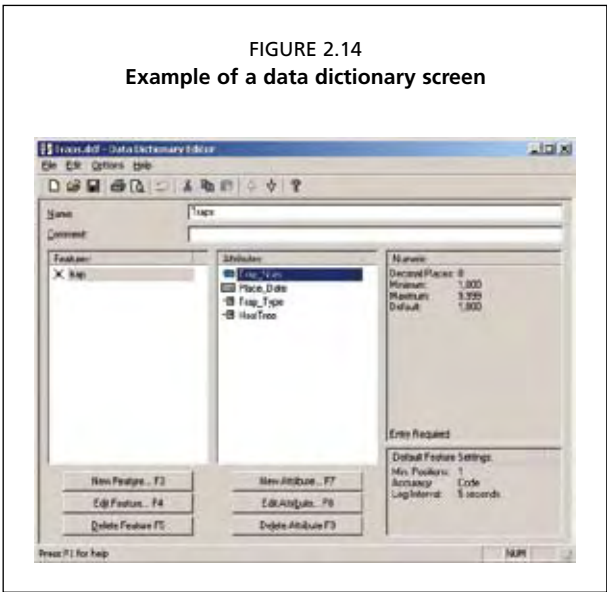 FIGURE 2.14
Example of a data dictionary screen
Traps.ddf - Data Dictionary Editor
File Edit Options Help
Name: Traps
Comment:
Features Attributes Numeric
trap
Place_Date
Trap_Type
HostTree
Decimal Places: 0
Minimum: 1,000
Maximum: 9,999
Default: 1,000
Entry Required
Default Feature Settings:
Min. Positions: 1
Accuracy: Code
Log Interval: 5 seconds
New Feature... F3 New Attribute... F7
Edit Feature... F4 Edit Attribute... F8
Delete Feature F5 Delete Attribute F9
Press F1 for help NUM